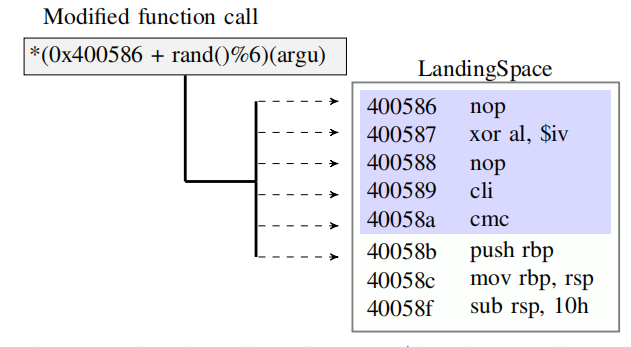 Modified function call
*(0x400586 + rand()%6)(argu)
LandingSpace
400586 nop
400587 xor al, $iv
400588 nop
400589 cli
40058a cmc
40058b push rbp
40058c mov rbp, rsp
40058f sub rsp, 10h